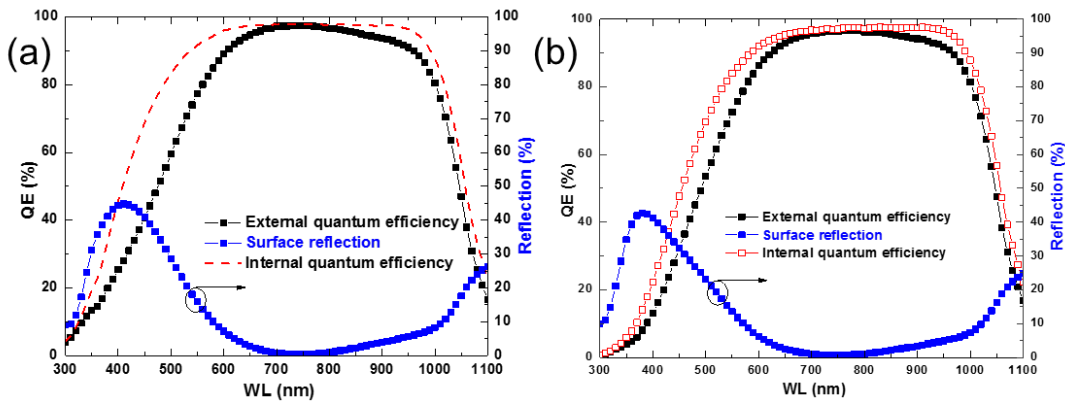 (a)
QE (%)
100
80
60
40
20
0
100
90
80
70
60
50
40
30
20
10
0
Reflection (%)
External quantum efficiency
Surface reflection
Internal quantum efficiency
300 400 500 600 700 800 900 1000 1100
WL (nm)
(b)
QE (%)
100
80
60
40
20
0
100
90
80
70
60
50
40
30
20
10
0
Reflection (%)
External quantum efficiency
Surface reflection
Internal quantum efficiency
300 400 500 600 700 800 900 1000 1100
WL (nm)